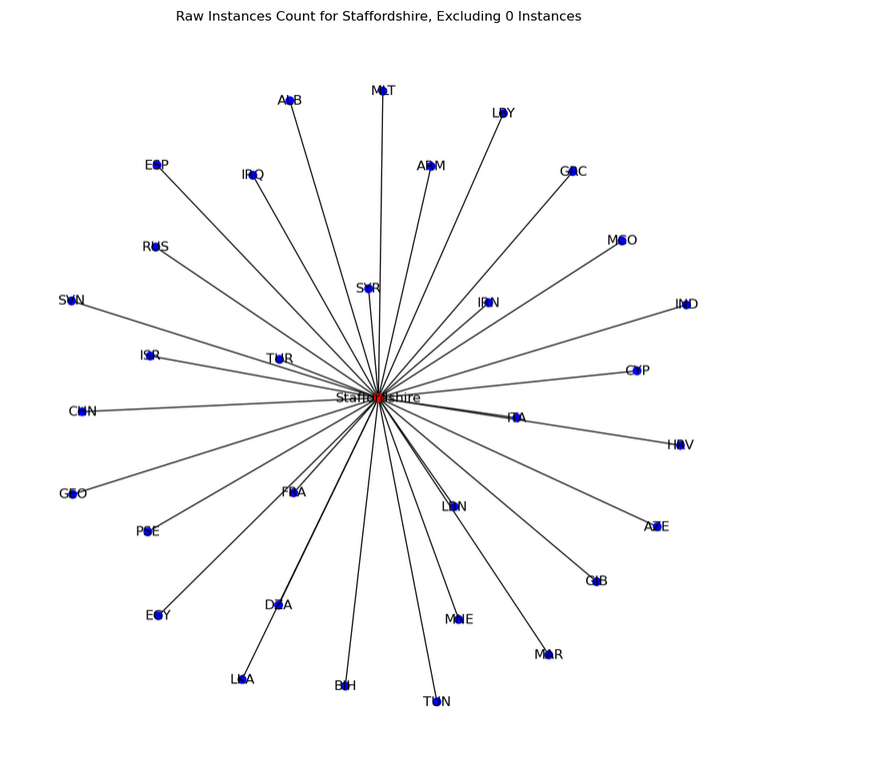 Raw Instances Count for Staffordshire, Excluding 0 Instances
MLT
ALB
LBY
ESP
ARM
GRC
IRQ
MCO
RUS
SYR
SVN
IRN
IND
ISR
TUR
CYP
Staffordshire
CHN
ITA
HRV
GEO
FRA
LBN
AZE
PSE
GIB
DZA
EGY
MNE
MAR
LKA
BIH
TUN